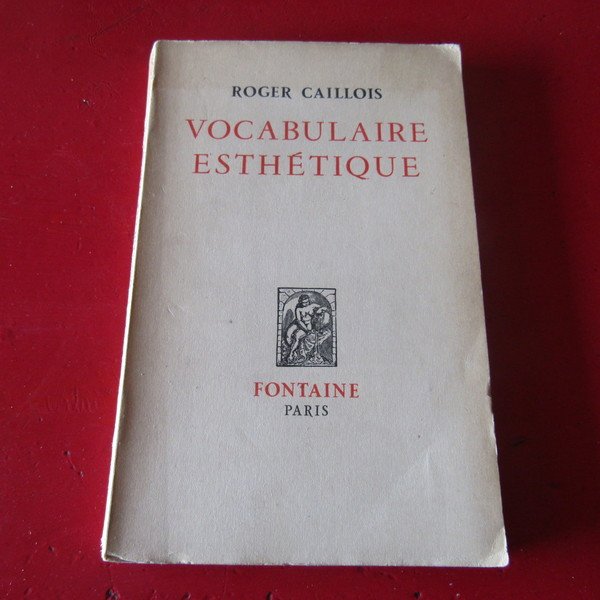 ROGER CAILLOIS
VOCABULAIRE
ESTHÉTIQUE
FONTAINE
PARIS